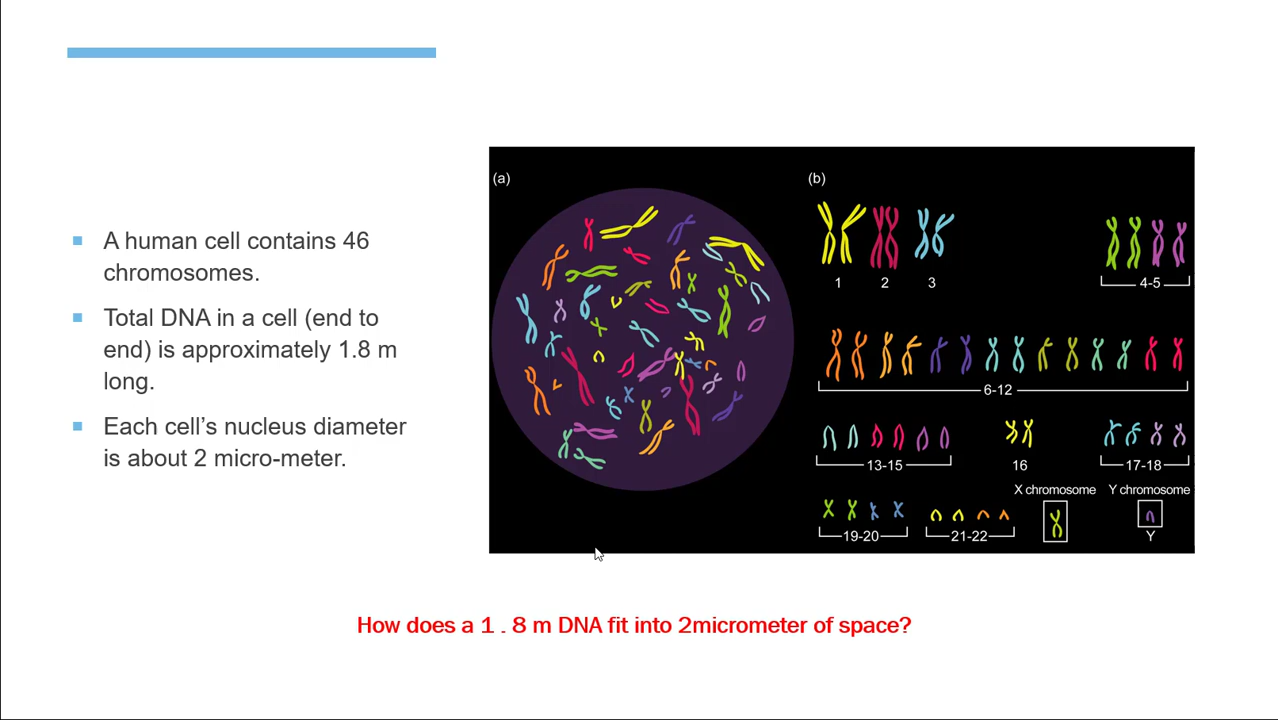 A human cell contains 46
chromosomes.
Total DNA in a cell (end to
end) is approximately 1.8 m
long.
Each cell's nucleus diameter
is about 2 micro-meter.
(a)
(b)
1
2
3
4-5
6-12
13-15
16
17-18
X chromosome
Y chromosome
19-20
21-22
Y
How does a 1 . 8 m DNA fit into 2micrometer of space?